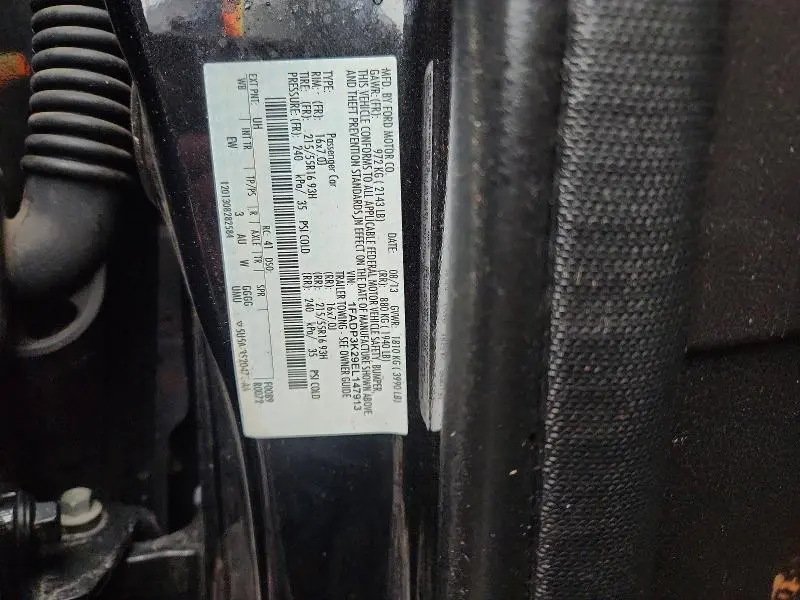 MFD. BY FORD MOTOR CO.
DATE: 08/13 GVWR: 1810 KG ( 3990 LB)
GAWR: (FR): 972 KG ( 2143 LB) (RR): 880 KG ( 1940 LB)
THIS VEHICLE CONFORMS TO ALL APPLICABLE FEDERAL MOTOR VEHICLE SAFETY, BUMPER,
AND THEFT PREVENTION STANDARDS IN EFFECT ON THE DATE OF MANUFACTURE SHOWN ABOVE.
VIN: 1FADP3K29EL147913
TYPE: Passenger Car TRAILER TOWING - SEE OWNER GUIDE
RIM: - (FR): 16x7.0J (RR): 16x7.0J
TIRE: (FR): 215/55R16 93H (RR): 215/55R16 93H
PRESSURE: (FR): 240 kPa/ 35 PSI COLD (RR): 240 kPa/ 35 PSI COLD
F0089
R0072
EXT PNT: UH RC: 41 DSO:
WB INT TR TP/PS R AXLE TR SPR
EW 3 AU W GGGG UMU
1201308282584